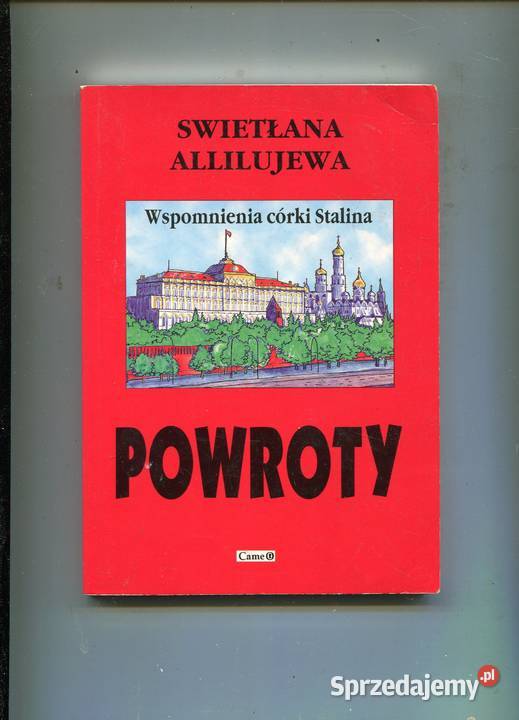 SWIETŁANA
ALLILUJEWA
Wspomnienia córki Stalina
POWROTY
Cameo
Sprzedajemy.pl